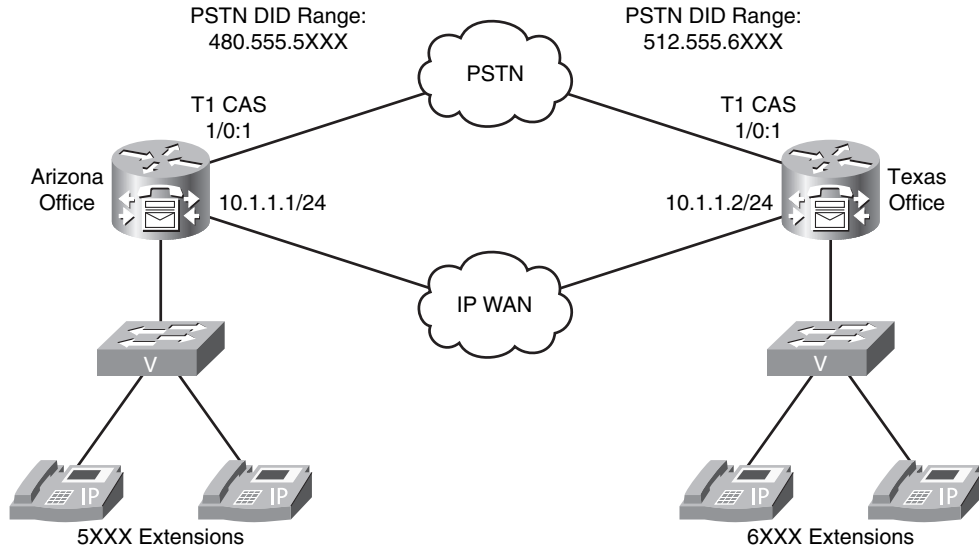 PSTN DID Range:
480.555.5XXX
PSTN DID Range:
512.555.6XXX
PSTN
T1 CAS
1/0:1
T1 CAS
1/0:1
Arizona
Office
10.1.1.1/24
10.1.1.2/24
Texas
Office
IP WAN
V
V
IP
IP
IP
IP
5XXX Extensions
6XXX Extensions